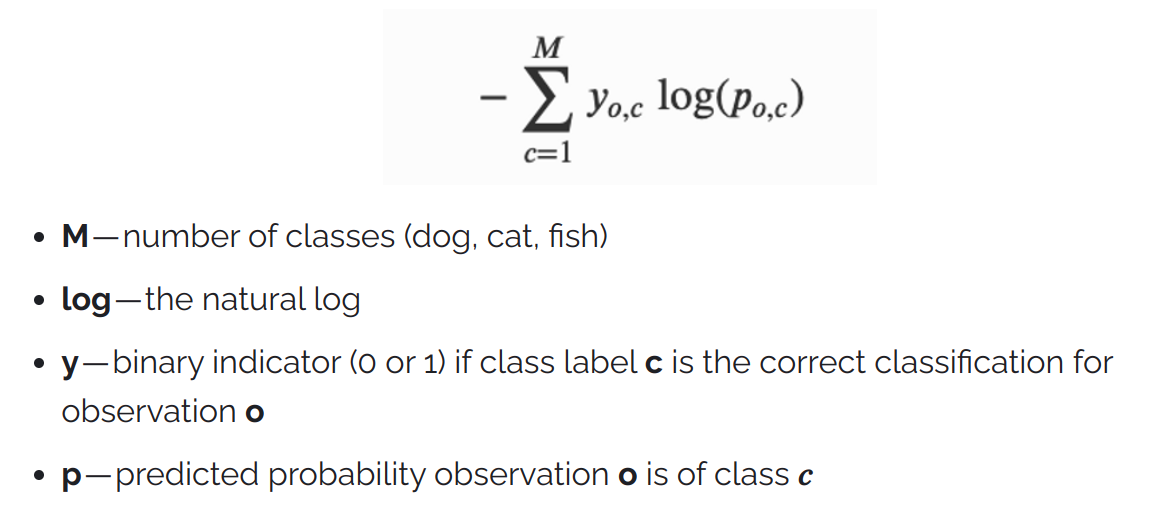 M
− ∑ y_{o,c} log(p_{o,c})
c=1
• M—number of classes (dog, cat, fish)
• log—the natural log
• y—binary indicator (0 or 1) if class label c is the correct classification for
observation o
• p—predicted probability observation o is of class c